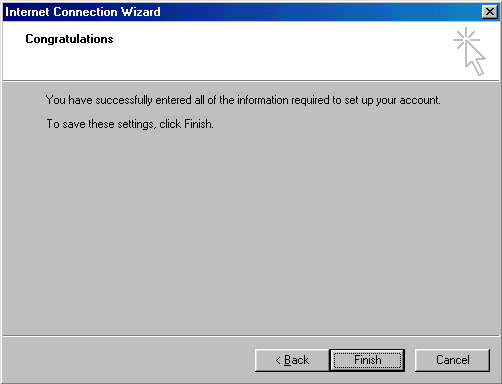 Internet Connection Wizard
Congratulations
You have successfully entered all of the information required to set up your account.
To save these settings, click Finish.
< Back Finish Cancel